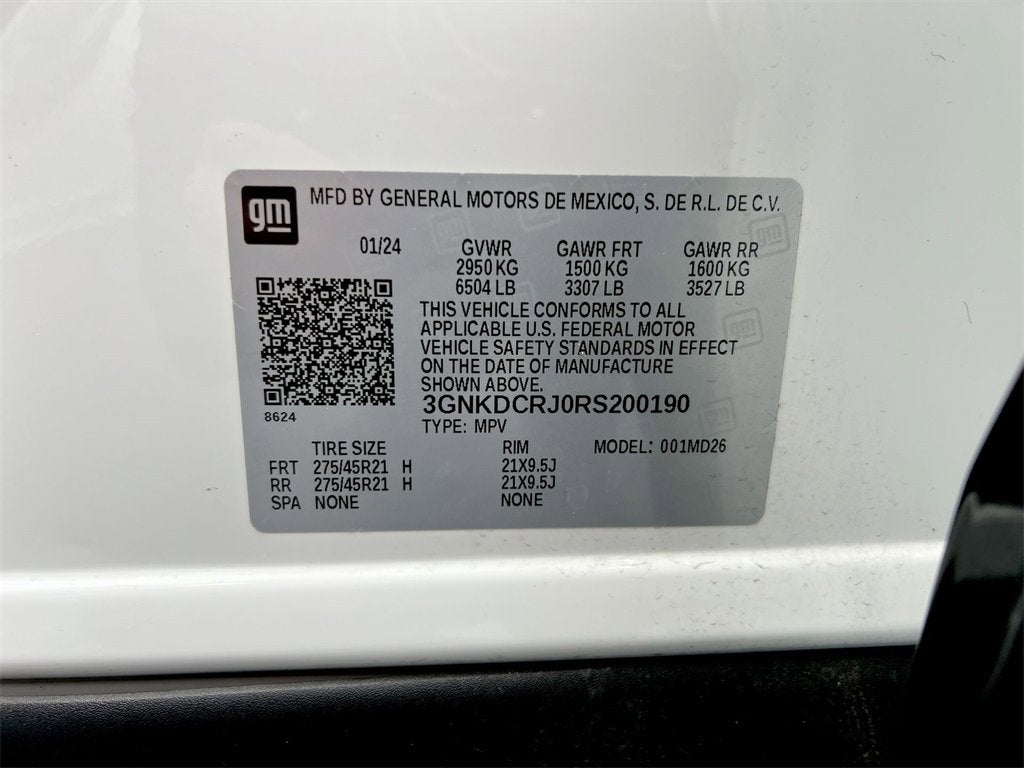 gm
MFD BY GENERAL MOTORS DE MEXICO, S. DE R.L. DE C.V.
01/24 GVWR GAWR FRT GAWR RR
2950 KG 1500 KG 1600 KG
6504 LB 3307 LB 3527 LB
THIS VEHICLE CONFORMS TO ALL
APPLICABLE U.S. FEDERAL MOTOR
VEHICLE SAFETY STANDARDS IN EFFECT
ON THE DATE OF MANUFACTURE
SHOWN ABOVE.
8624
3GNKDCRJ0RS200190
TYPE: MPV
TIRE SIZE RIM MODEL: 001MD26
FRT 275/45R21 H 21X9.5J
RR 275/45R21 H 21X9.5J
SPA NONE NONE